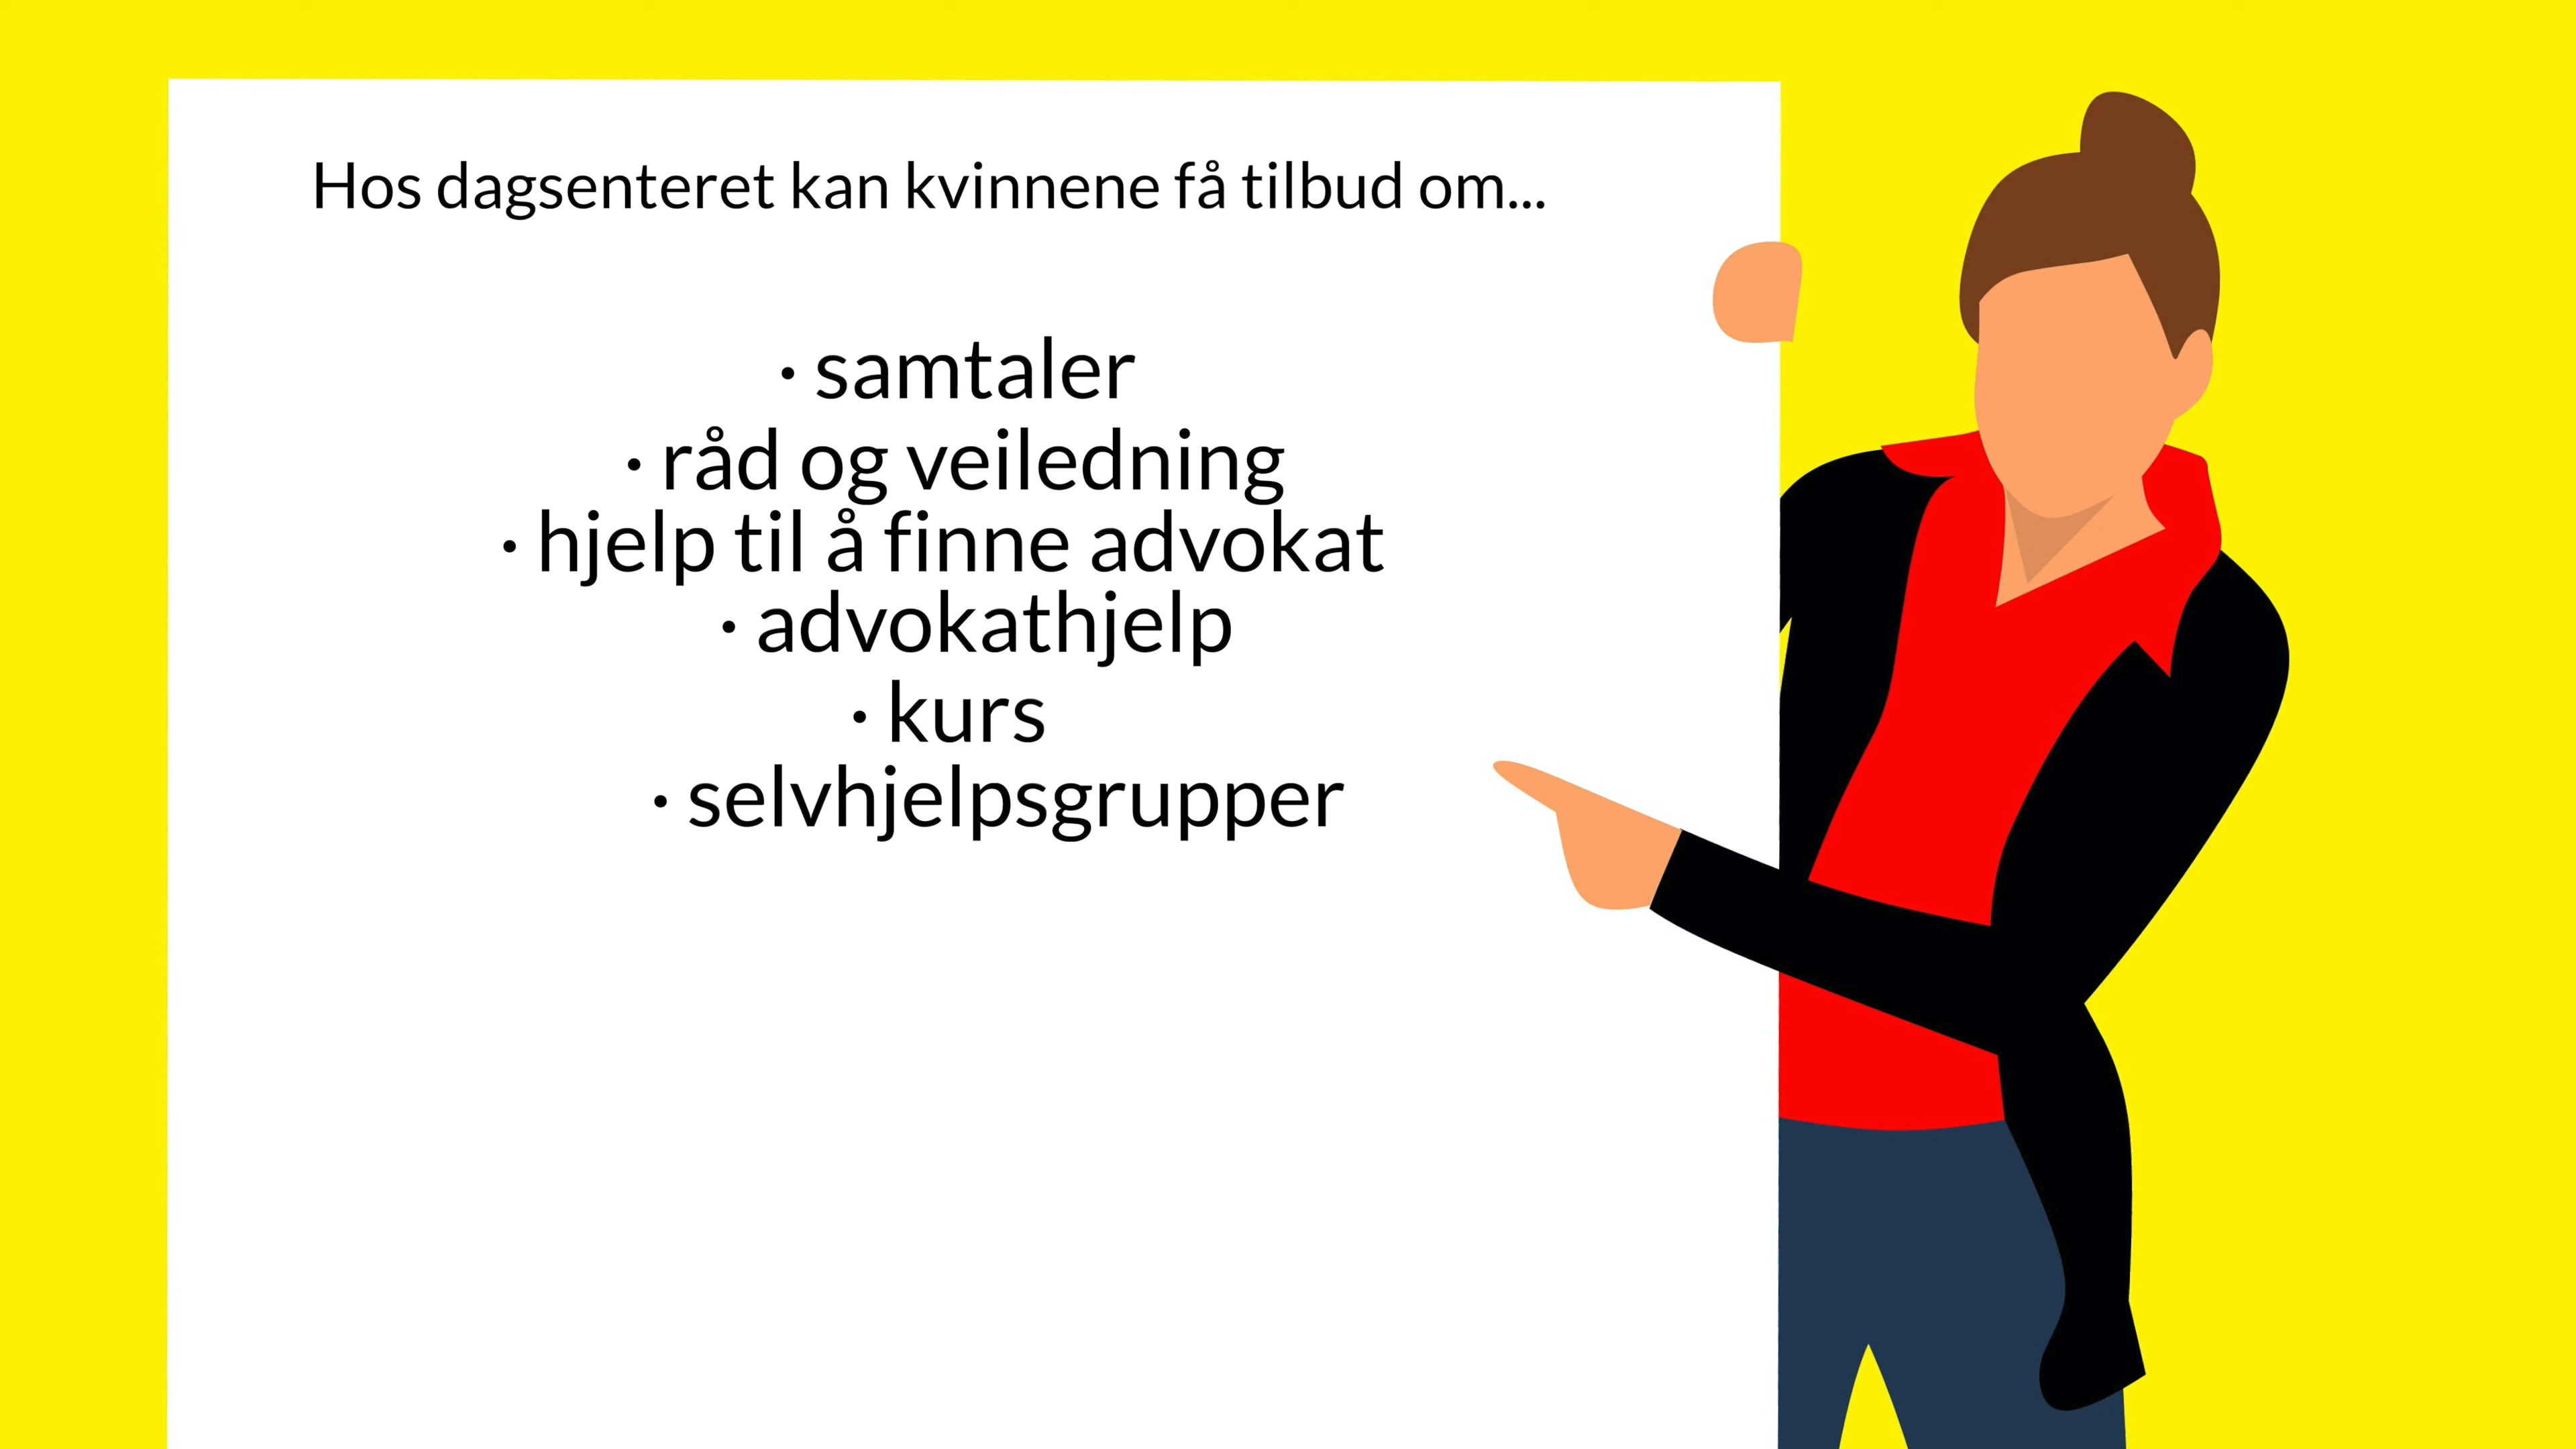 Hos dagsenteret kan kvinnene få tilbud om...
· samtaler
· råd og veiledning
· hjelp til å finne advokat
· advokathjelp
· kurs
· selvhjelpsgrupper